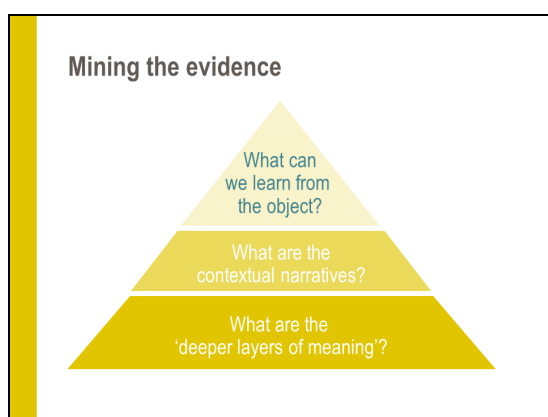 Mining the evidence
What can
we learn from
the object?
What are the
contextual narratives?
What are the
‘deeper layers of meaning’?